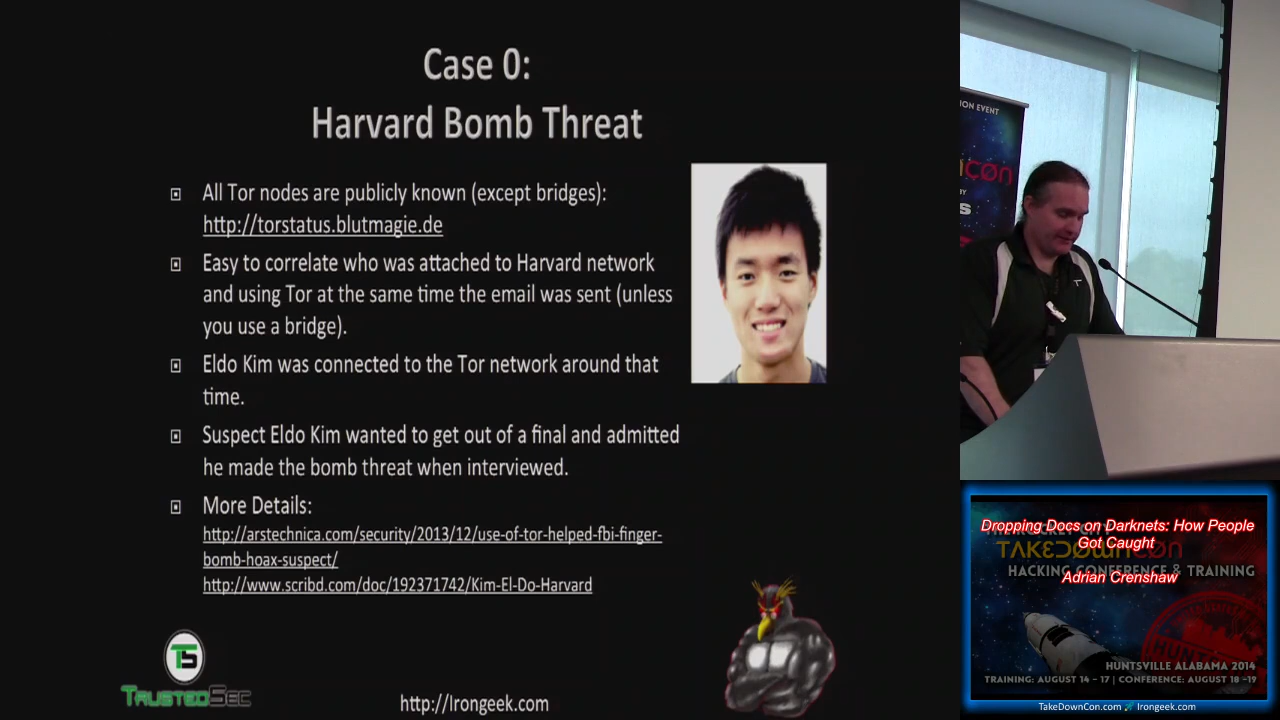 Case 0:
Harvard Bomb Threat
All Tor nodes are publicly known (except bridges):
http://torstatus.blutmagie.de
Easy to correlate who was attached to Harvard network
and using Tor at the same time the email was sent (unless
you use a bridge).
Eldo Kim was connected to the Tor network around that
time.
Suspect Eldo Kim wanted to get out of a final and admitted
he made the bomb threat when interviewed.
More Details:
http://arstechnica.com/security/2013/12/use-of-tor-helped-fbi-finger-
bomb-hoax-suspect/
http://www.scribd.com/doc/192371742/Kim-El-Do-Harvard
TS
TRUSTEDSEC
http://Irongeek.com
ION EVENT
CON
BY
S
Dropping Docs on Darknets: How People
Got Caught
TAKEDOWNCON
HACKING CONFERENCE & TRAINING
Adrian Crenshaw
HUNTSVILLE ALABAMA 2014
TRAINING: AUGUST 14 - 17 | CONFERENCE: AUGUST 18 -19
TakeDownCon.com Irongeek.com